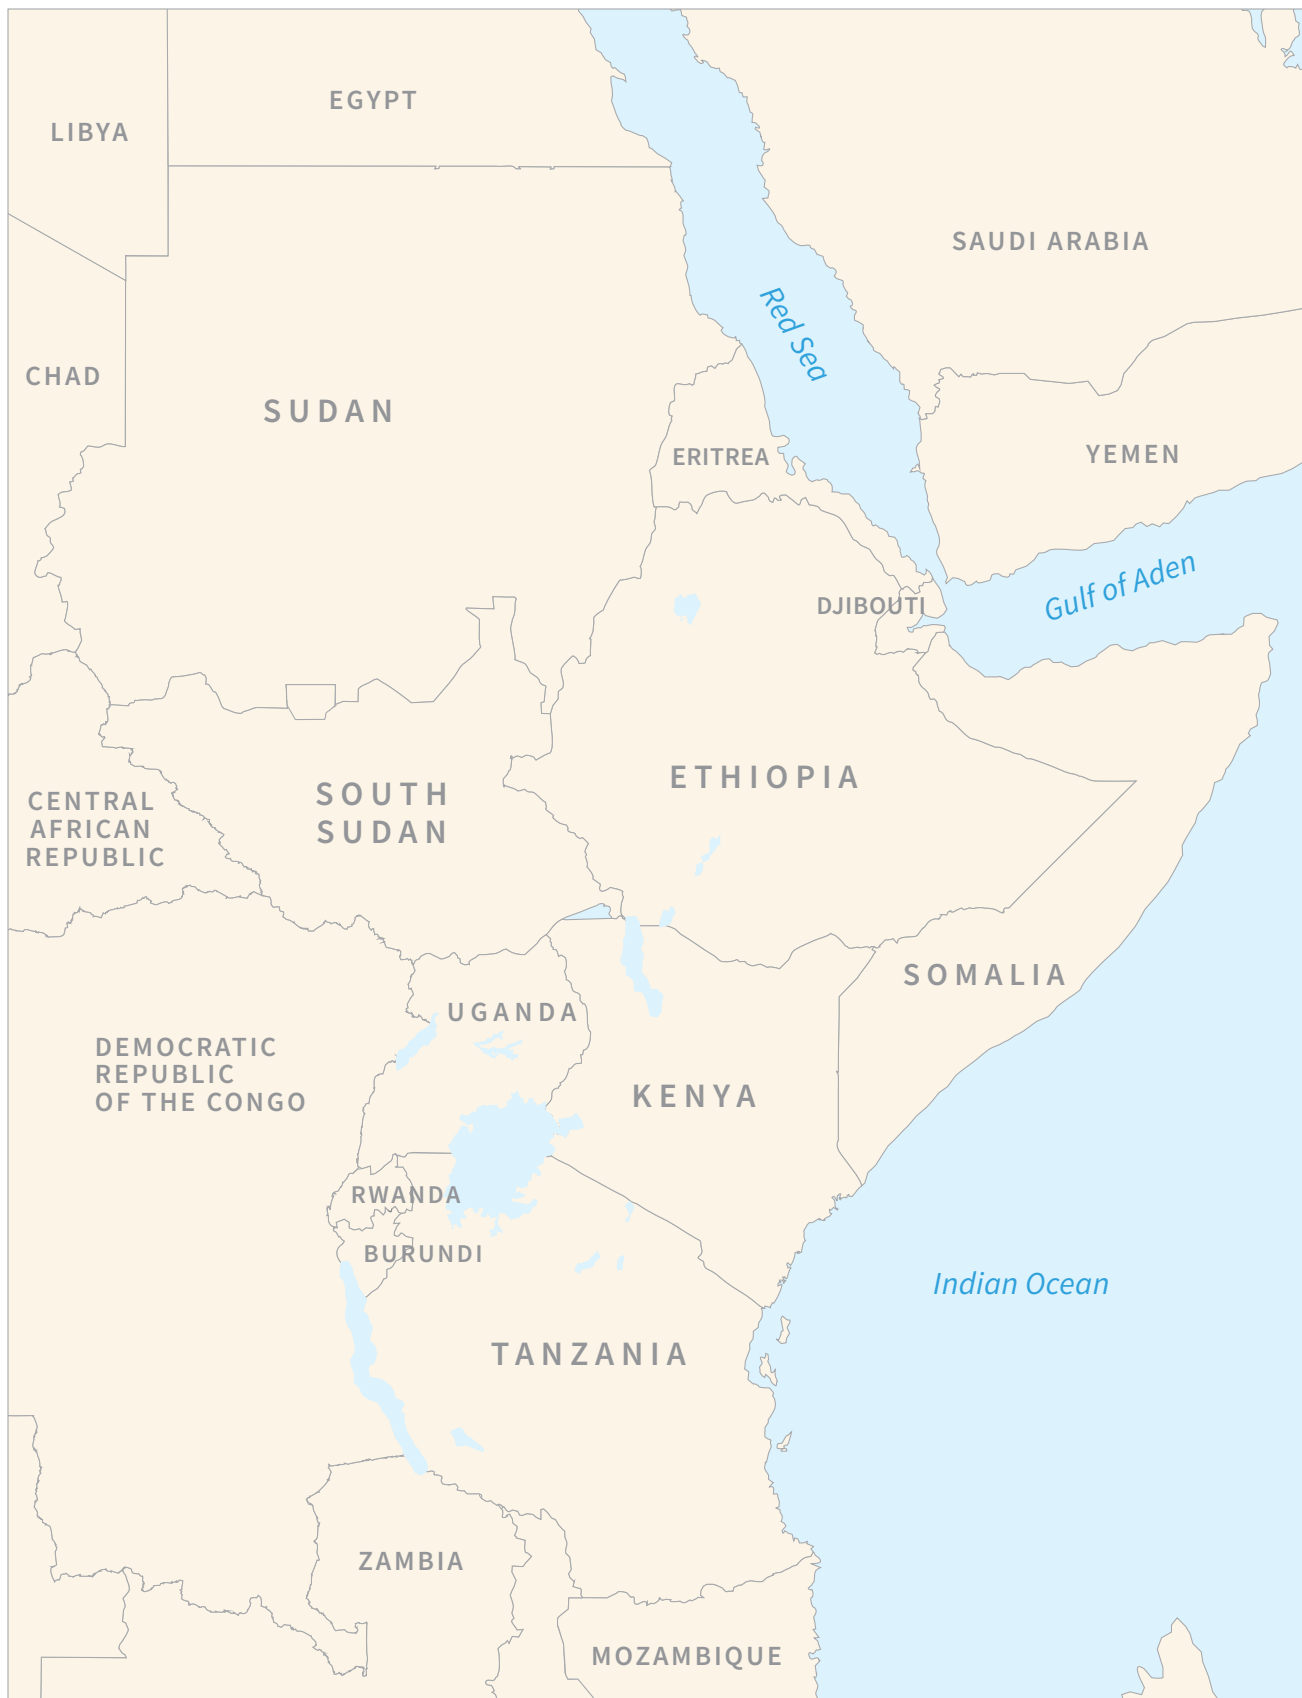 EGYPT
LIBYA
SAUDI ARABIA
Red Sea
CHAD
SUDAN
ERITREA
YEMEN
Gulf of Aden
DJIBOUTI
ETHIOPIA
SOUTH
SUDAN
CENTRAL
AFRICAN
REPUBLIC
SOMALIA
UGANDA
DEMOCRATIC
REPUBLIC
OF THE CONGO
KENYA
RWANDA
BURUNDI
Indian Ocean
TANZANIA
ZAMBIA
MOZAMBIQUE